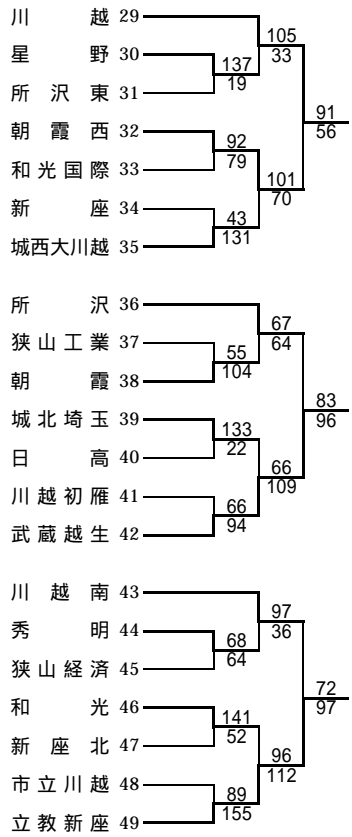 川越 29
105
33
星野 30
137
19
所沢東 31
91
56
朝霞西 32
92
79
和光国際 33
101
70
新座 34
43
131
城西大川越 35
所沢 36
67
64
狭山工業 37
55
104
朝霞 38
83
96
城北埼玉 39
133
22
日高 40
66
109
川越初雁 41
66
94
武蔵越生 42
川越南 43
97
36
秀明 44
68
64
狭山経済 45
72
97
和光 46
141
52
新座北 47
96
112
市立川越 48
89
155
立教新座 49